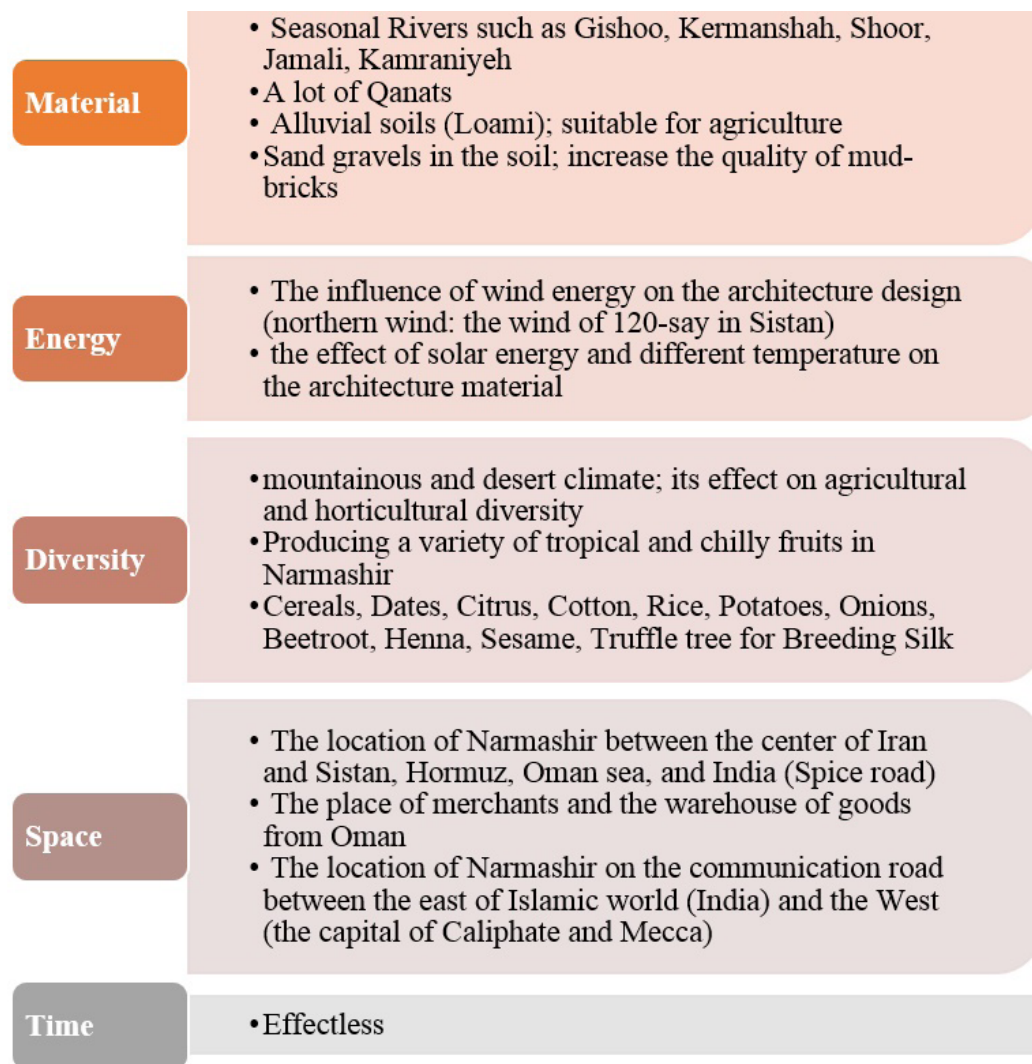 Material
• Seasonal Rivers such as Gishoo, Kermanshah, Shoor,
Jamali, Kamraniyeh
•A lot of Qanats
• Alluvial soils (Loami); suitable for agriculture
•Sand gravels in the soil; increase the quality of mud-
bricks
Energy
• The influence of wind energy on the architecture design
(northern wind: the wind of 120-say in Sistan)
• the effect of solar energy and different temperature on
the architecture material
Diversity
•mountainous and desert climate; its effect on agricultural
and horticultural diversity
•Producing a variety of tropical and chilly fruits in
Narmashir
•Cereals, Dates, Citrus, Cotton, Rice, Potatoes, Onions,
Beetroot, Henna, Sesame, Truffle tree for Breeding Silk
Space
• The location of Narmashir between the center of Iran
and Sistan, Hormuz, Oman sea, and India (Spice road)
• The place of merchants and the warehouse of goods
from Oman
• The location of Narmashir on the communication road
between the east of Islamic world (India) and the West
(the capital of Caliphate and Mecca)
Time
•Effectless